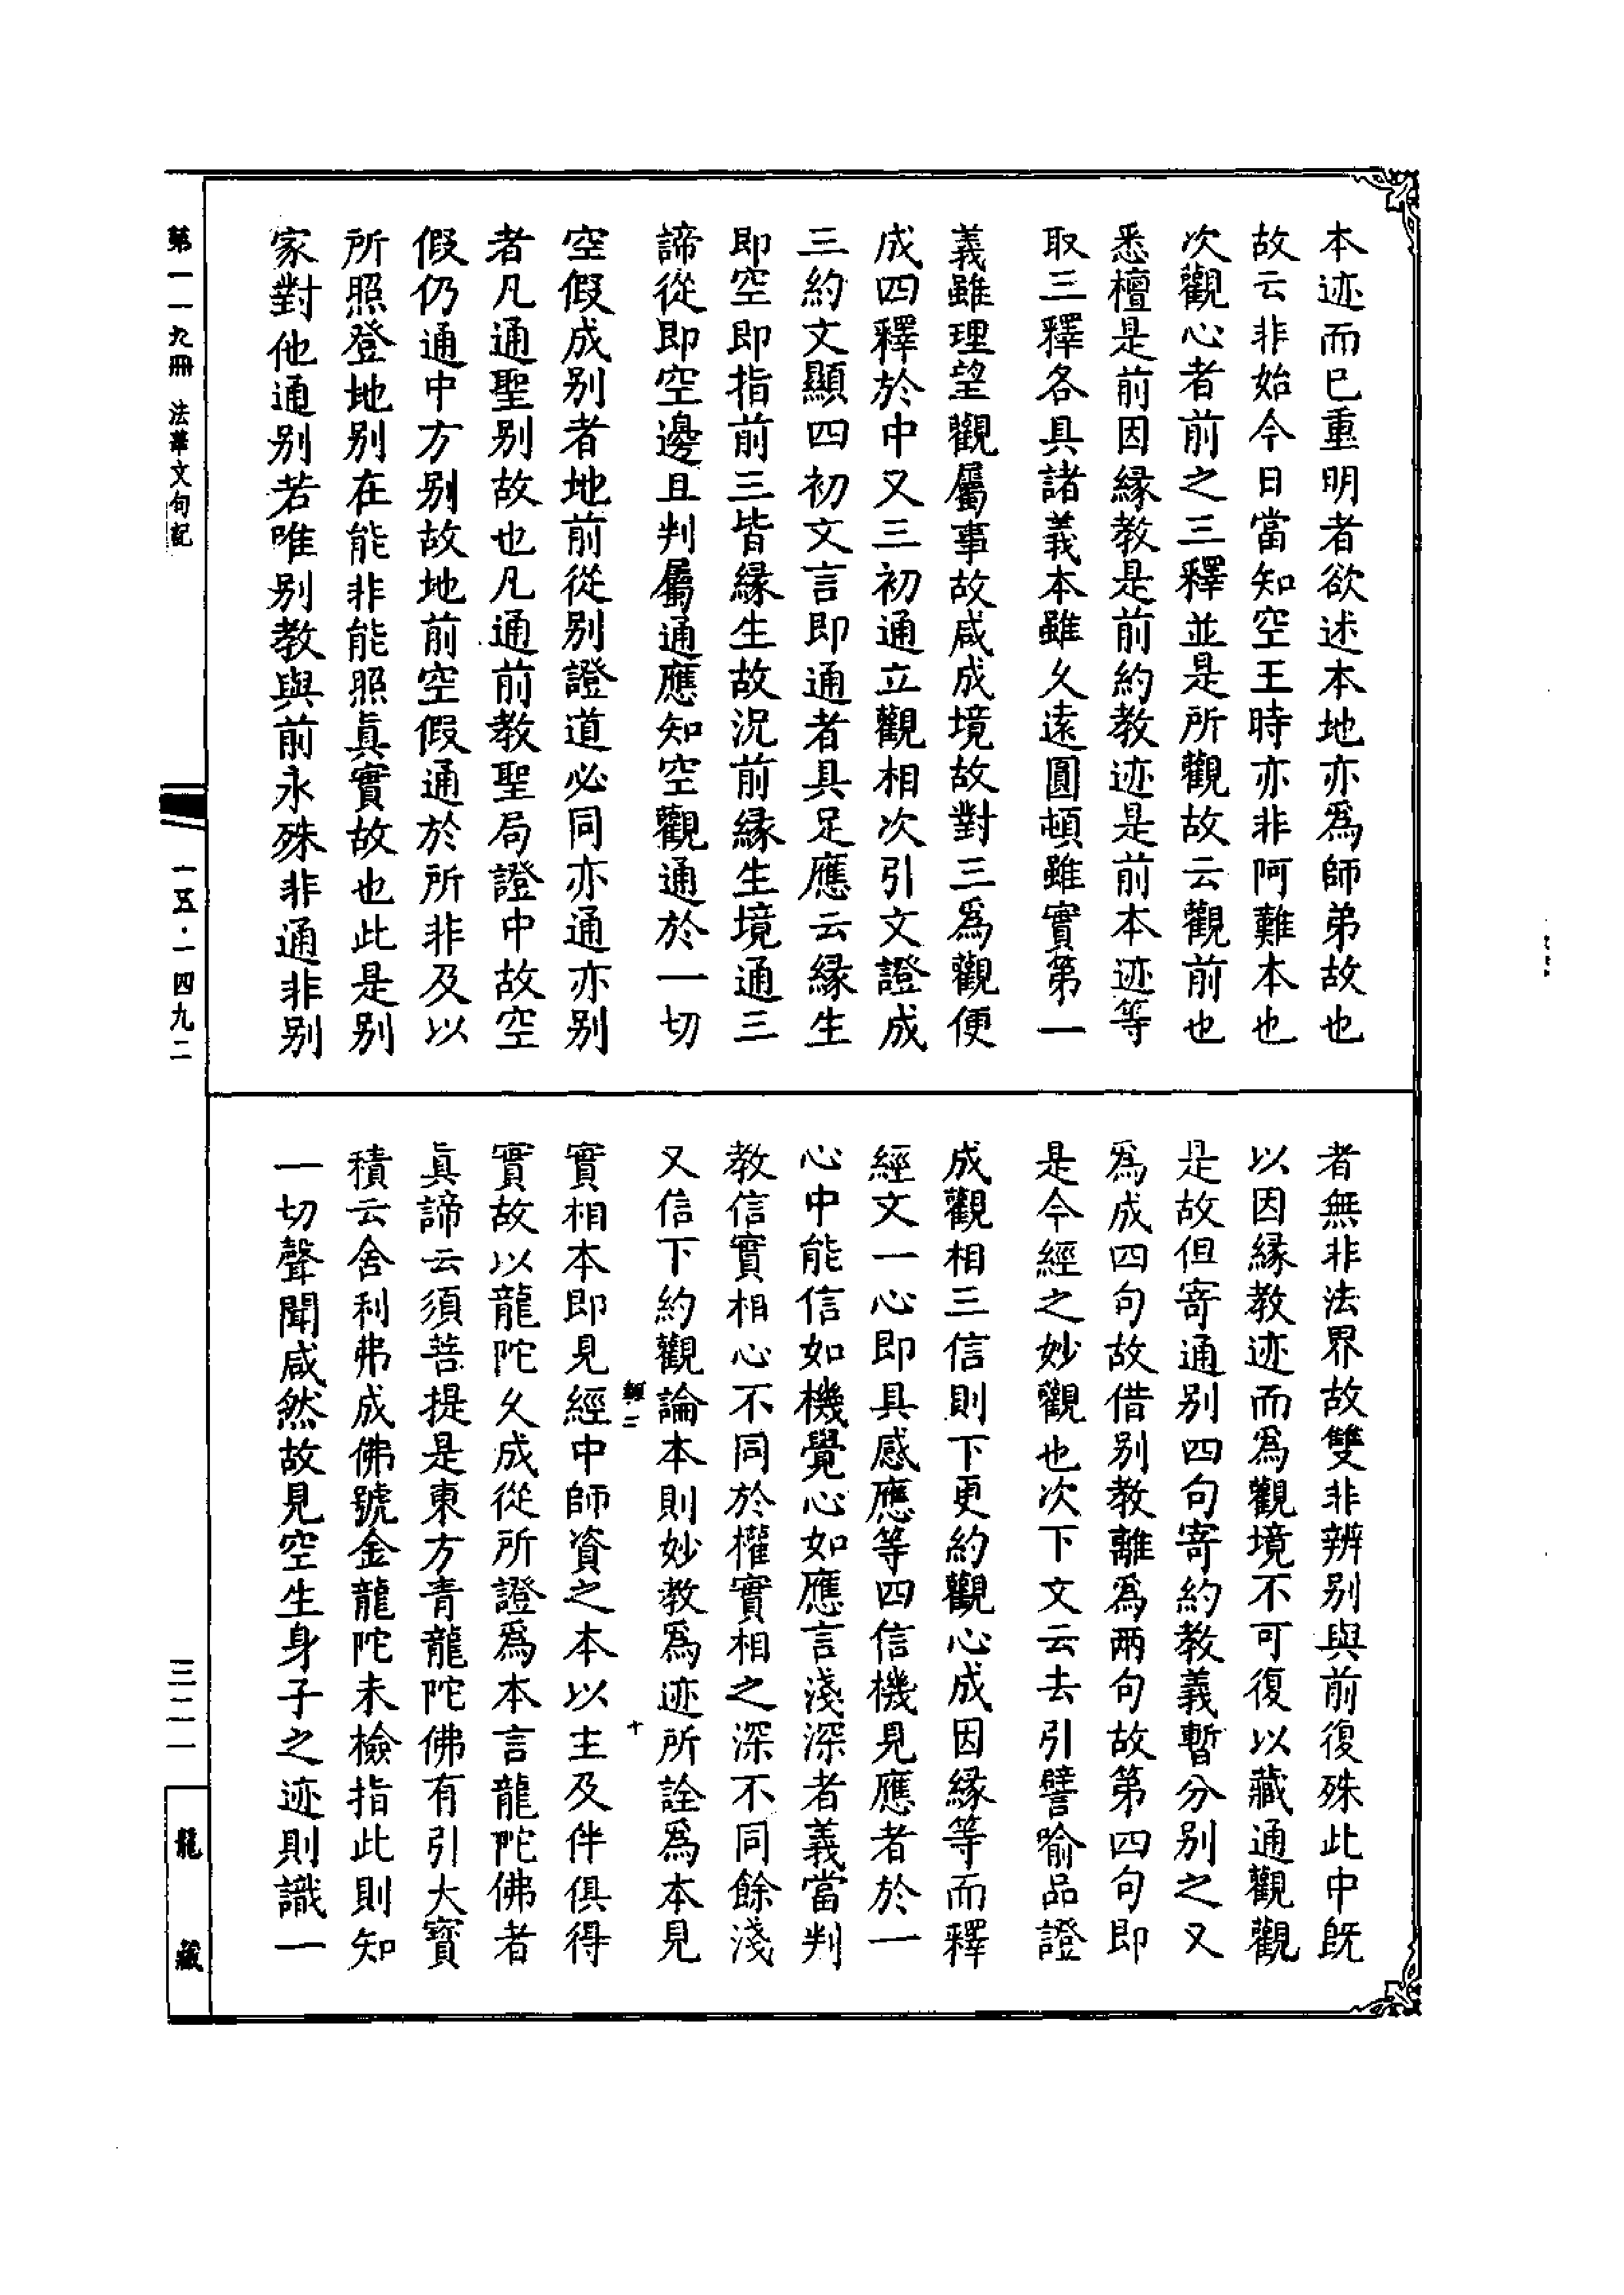 本迹而已重明者欲述本地亦爲師弟故也
故云非始今日當知空王時亦非阿難本也
次觀心者前之三釋並是所觀故云觀前也
悉檀是前因縁教是前約教迹是前本迹等
取三釋各具諸義本雖久遠圓頓雖實第一
義雖理望觀屬事故咸成境故對三爲觀便
成四釋於中又三初通立觀相次引文證成
三約文顯四初文言即通者具足應云縁生
即空即指前三皆縁生故況前縁生境通三
諦從即空邊且判屬通應知空觀通於一切
空假成別者地前從別證道必同亦通亦別
者凡通聖別故也凡通前教聖局證中故空
假仍通中方別故地前空假通於所非及以
所照登地別在能非能照眞實故也此是別
家對他通別若唯別教與前永殊非通非別
者無非法界故雙非辨別與前復殊此中既
以因縁教迹而爲觀境不可復以藏通觀觀
是故但寄通別四句寄約教義暫分別之又
爲成四句故借別教離爲兩句故第四句即
是今經之妙觀也次下文云去引譬喻品證
成觀相三信則下更約觀心成因縁等而釋
經文一心即具感應等四信機見應者於一
心中能信如機覺心如應言淺深者義當判
教信實相心不同於權實相之深不同餘淺
又信下約觀論本則妙教爲迹所詮爲本見
實相本即見經中師資之本以主及伴俱得
實故以龍陀久成從所證爲本言龍陀佛者
眞諦云須菩提是東方青龍陀佛有引大寳
積云舍利弗成佛號金龍陀未檢指此則知
一切聲聞咸然故見空生身子之迹則識一
十
第一一九冊 法華文句記
一五·一四九二
三二一
龍藏